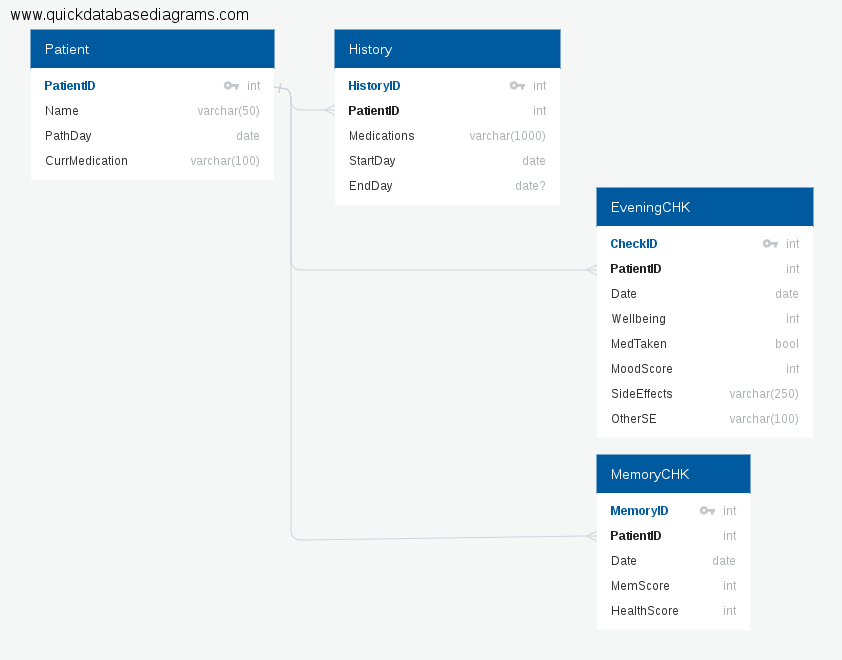 www.quickdatabasediagrams.com
Patient
PatientID int
Name varchar(50)
PathDay date
CurrMedication varchar(100)
History
HistoryID int
PatientID int
Medications varchar(1000)
StartDay date
EndDay date?
EveningCHK
CheckID int
PatientID int
Date date
Wellbeing int
MedTaken bool
MoodScore int
SideEffects varchar(250)
OtherSE varchar(100)
MemoryCHK
MemoryID int
PatientID int
Date date
MemScore int
HealthScore int